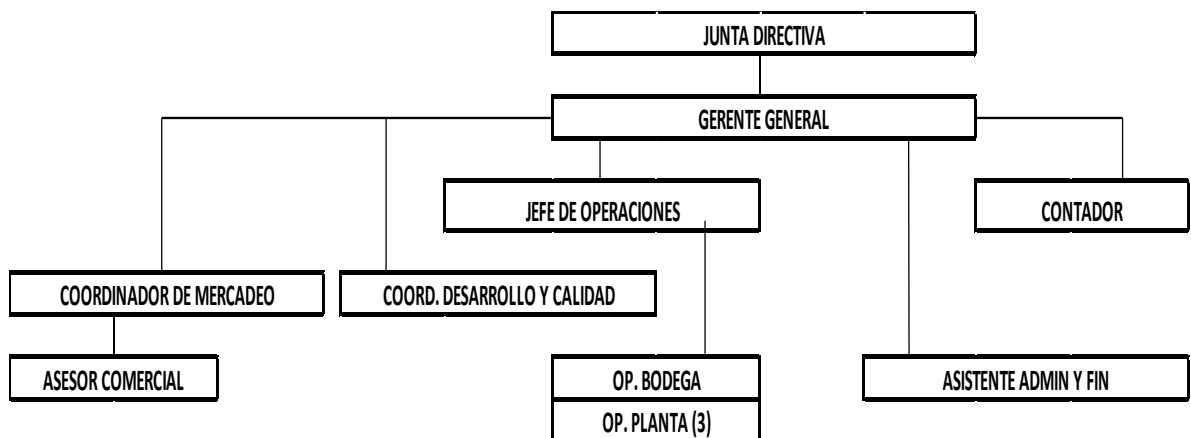 JUNTA DIRECTIVA
GERENTE GENERAL
JEFE DE OPERACIONES
CONTADOR
COORDINADOR DE MERCADEO
COORD. DESARROLLO Y CALIDAD
ASESOR COMERCIAL
OP. BODEGA
ASISTENTE ADMIN Y FIN
OP. PLANTA (3)